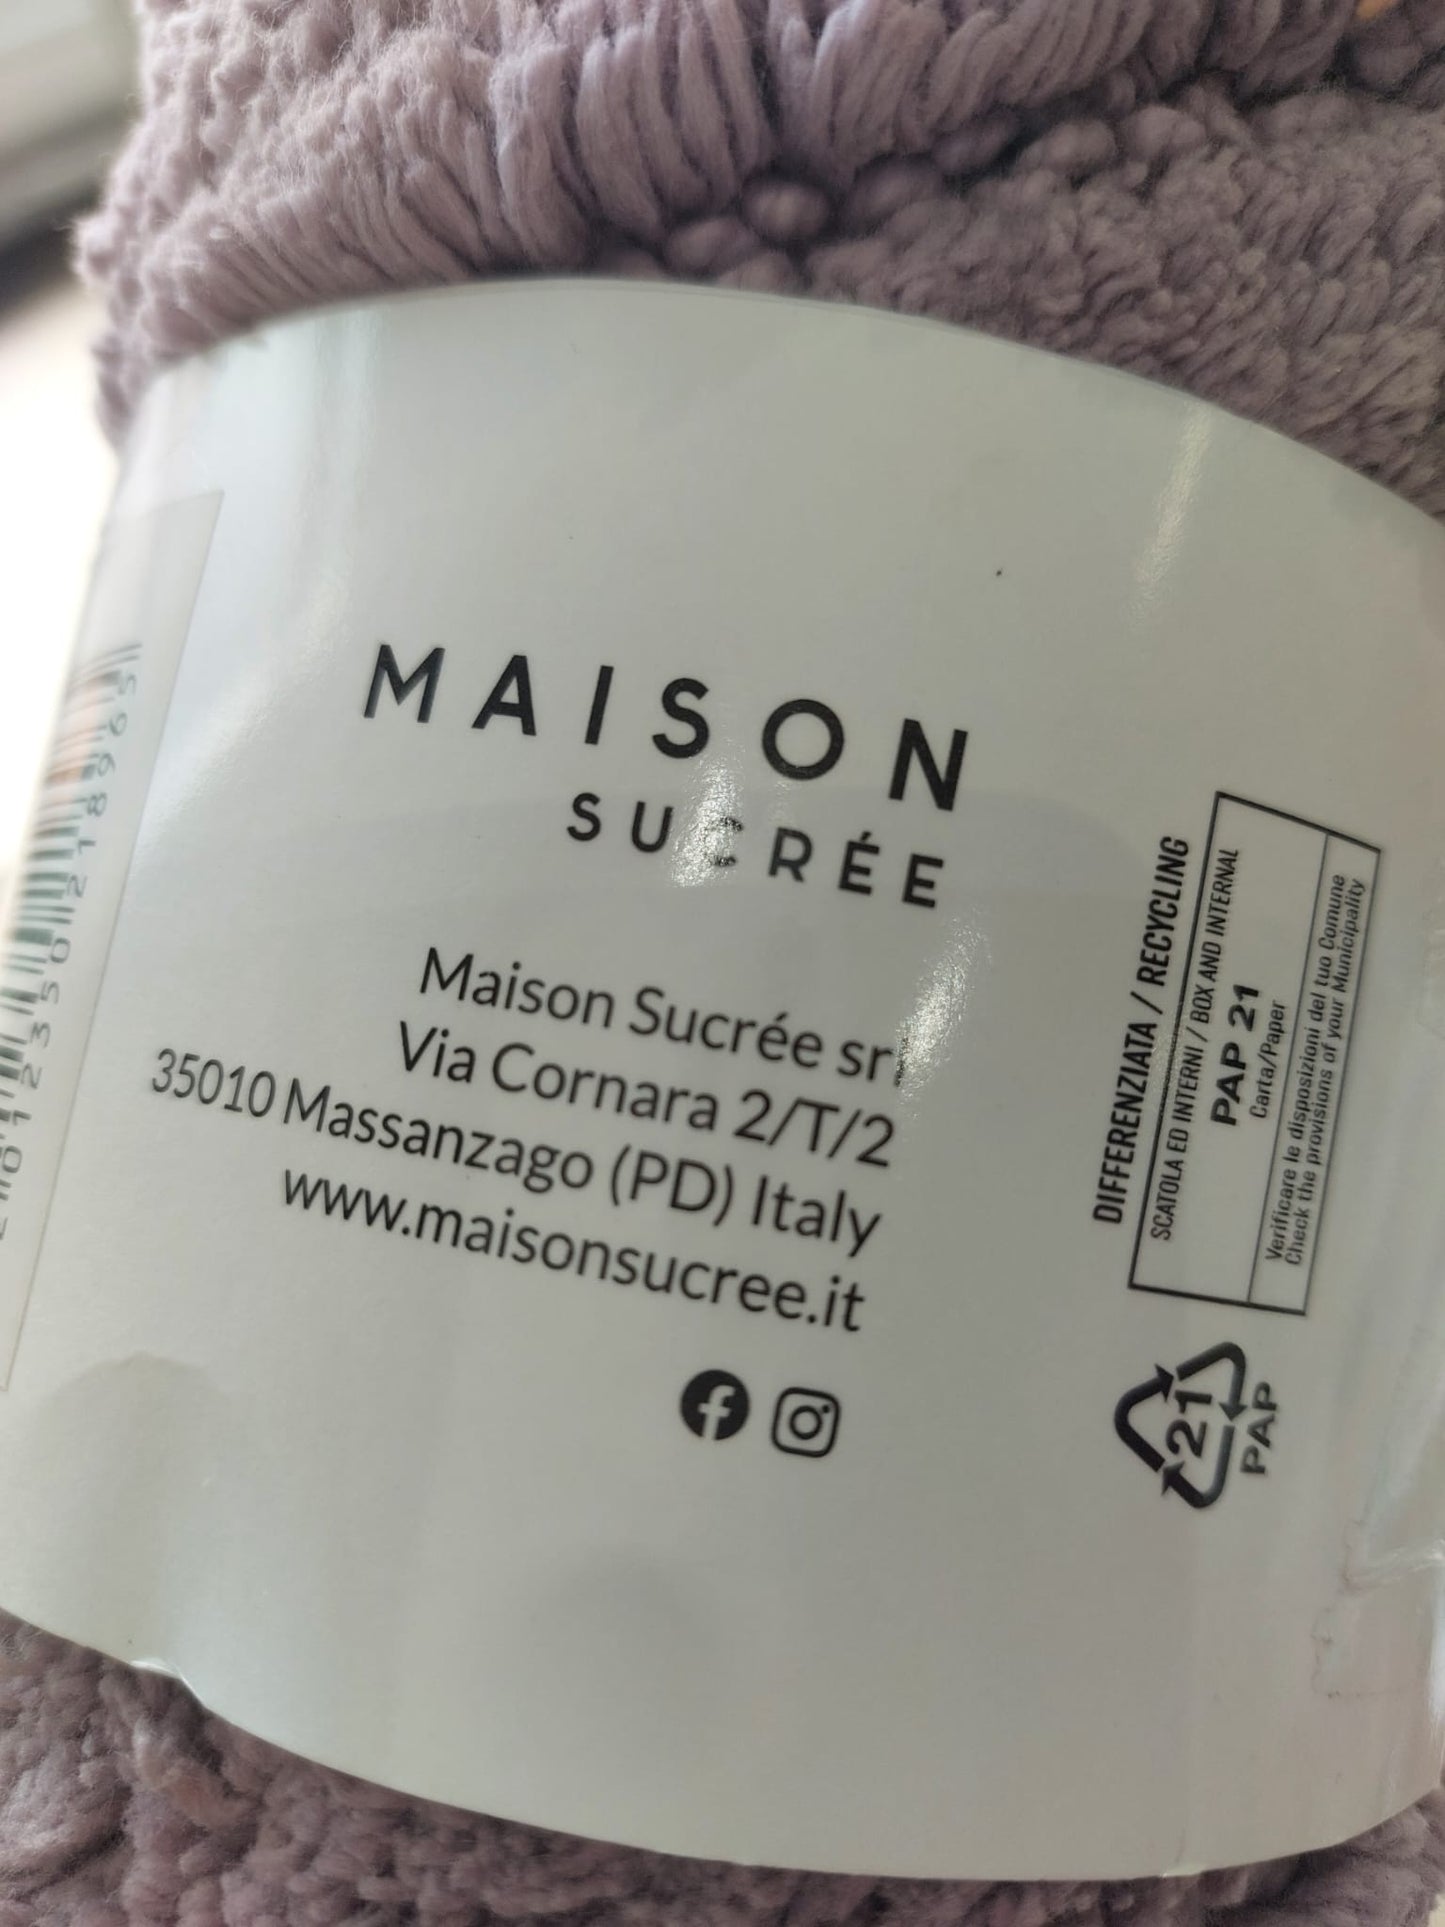 MAISON
SUCRÉE
Maison Sucrée srl
Via Cornara 2/T/2
35010 Massanzago (PD) Italy
www.maisonsucree.it
DIFFERENZIATA / RECYCLING
SCATOLA ED INTERNI / BOX AND INTERNAL
PAP 21
Carta/Paper
Verificare le disposizioni del tuo Comune
Check the provisions of your Municipality
21
PAP